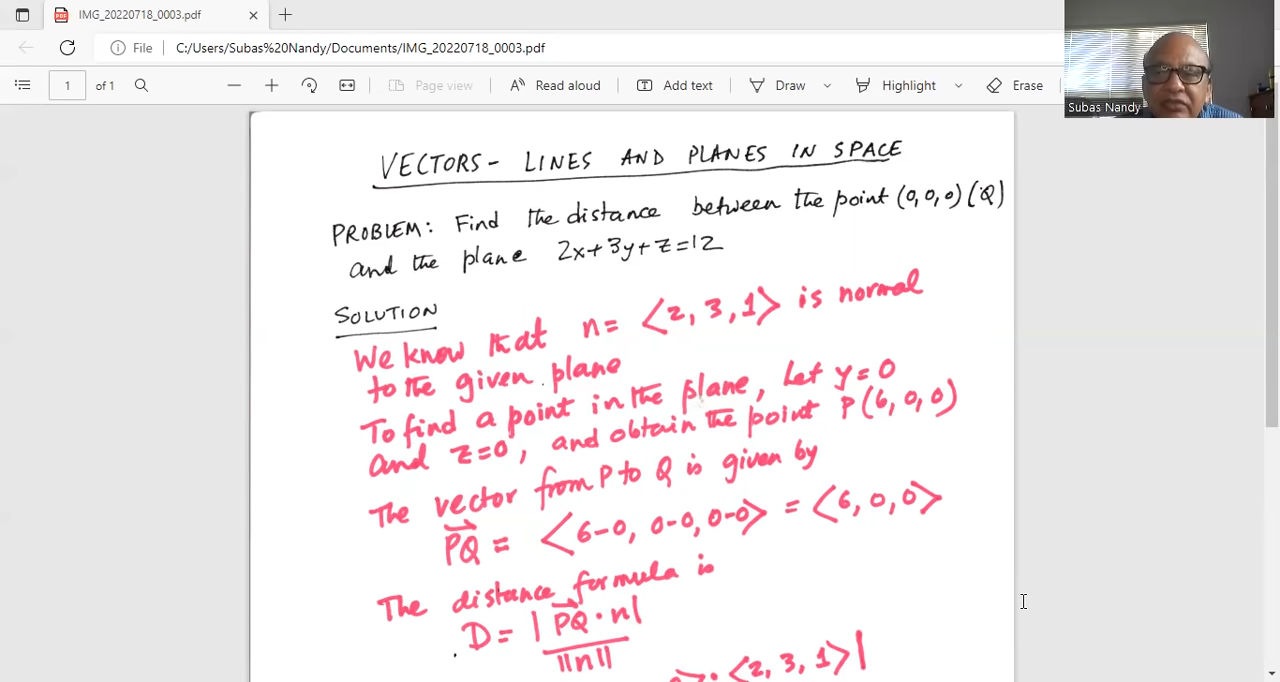 IMG_20220718_0003.pdf
File C:/Users/Subas%20Nandy/Documents/IMG_20220718_0003.pdf
1 of 1 Page view Read aloud Add text Draw Highlight Erase
Subas Nandy
VECTORS- LINES AND PLANES IN SPACE
PROBLEM: Find the distance between the point (0,0,0) (Q)
and the plane 2x+3y+z=12
SOLUTION
We know that n= <2, 3, 1> is normal
to the given plane
To find a point in the plane, Let y=0
and z=0, and obtain the point P(6,0,0)
The vector from P to Q is given by
PQ = <6-0, 0-0, 0-0> = <6, 0, 0>
The distance formula is
D= |PQ · n|
||n||
· <2, 3, 1>|